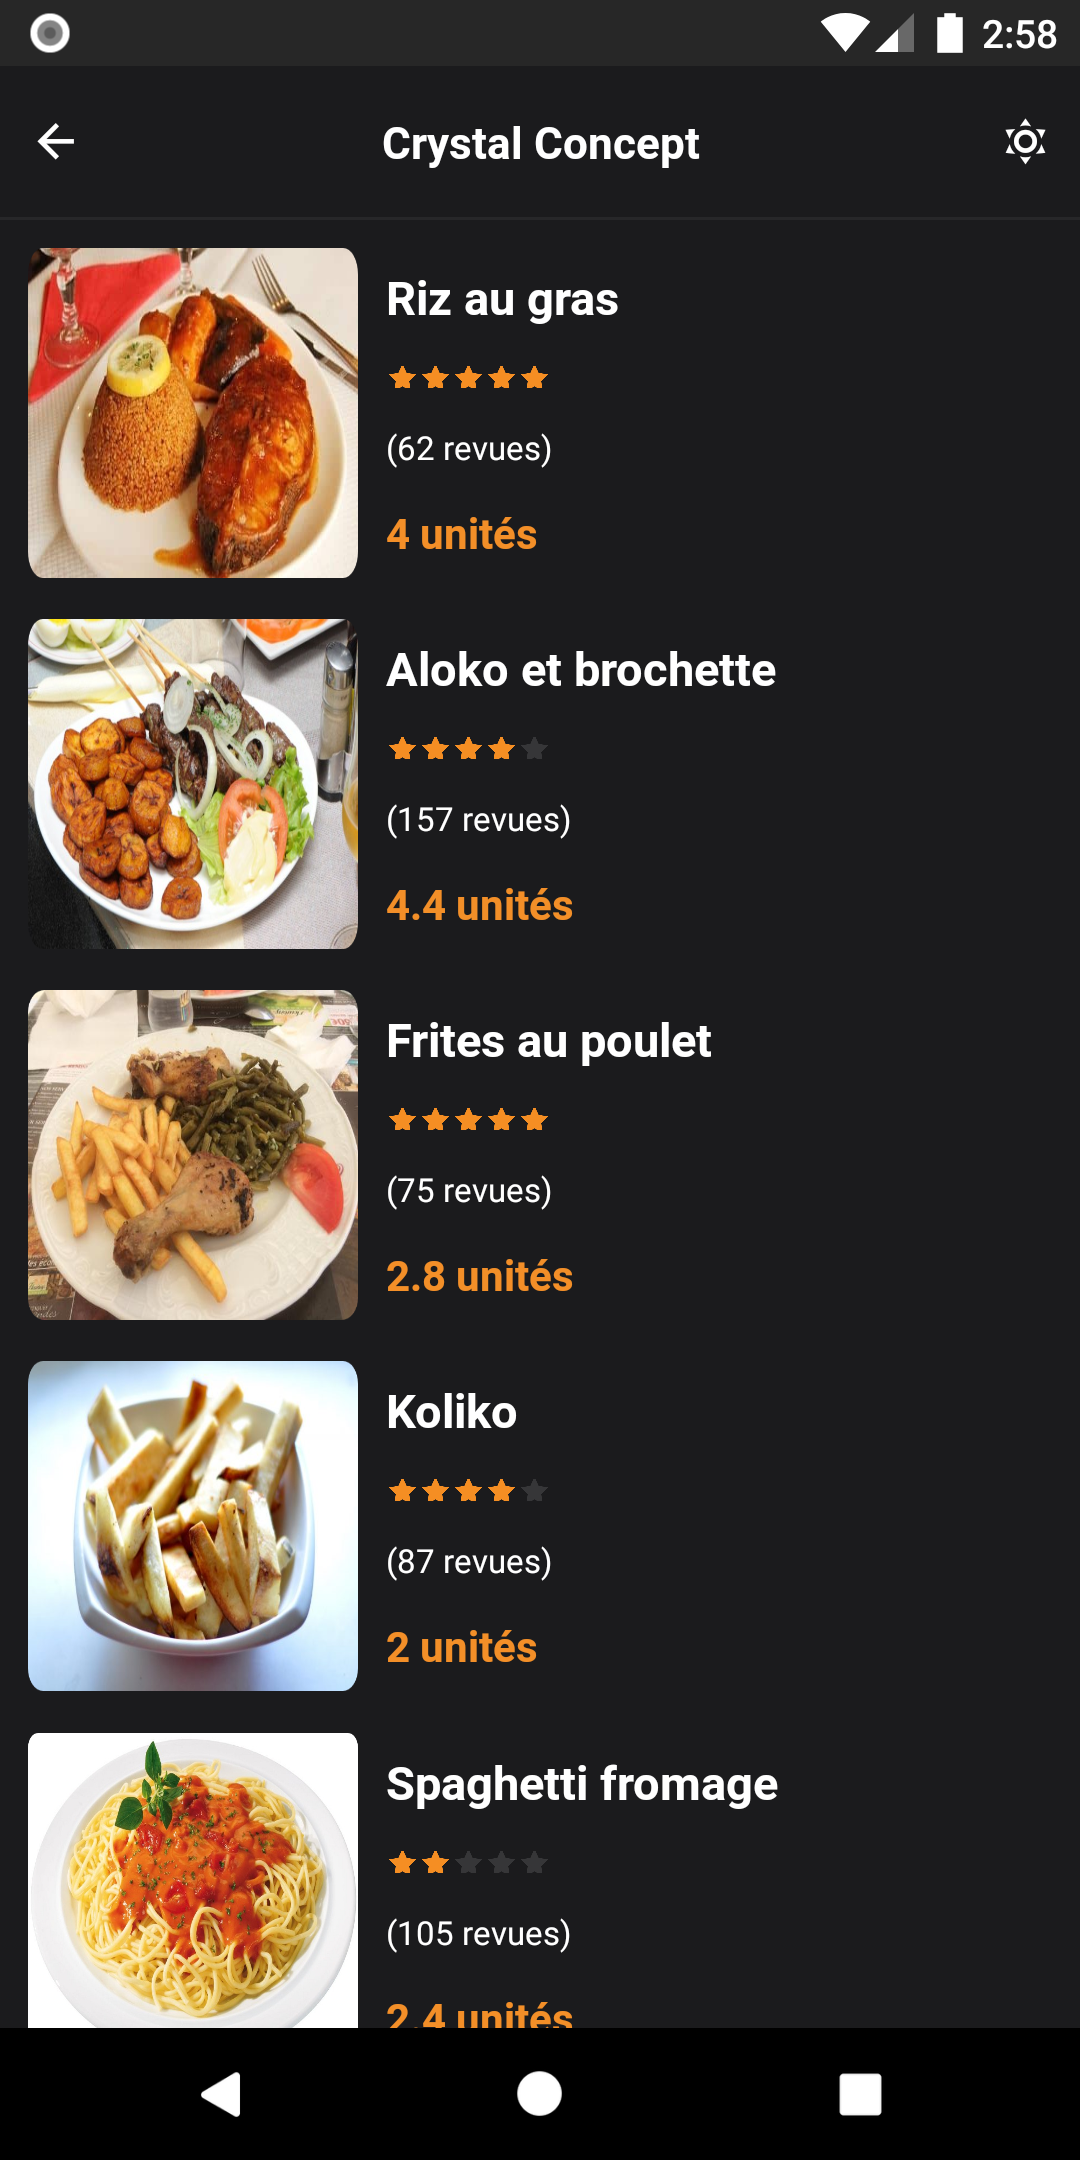 2:58
Crystal Concept
Riz au gras
(62 revues)
4 unités
Aloko et brochette
(157 revues)
4.4 unités
Frites au poulet
(75 revues)
2.8 unités
Koliko
(87 revues)
2 unités
Spaghetti fromage
(105 revues)
2.4 unités